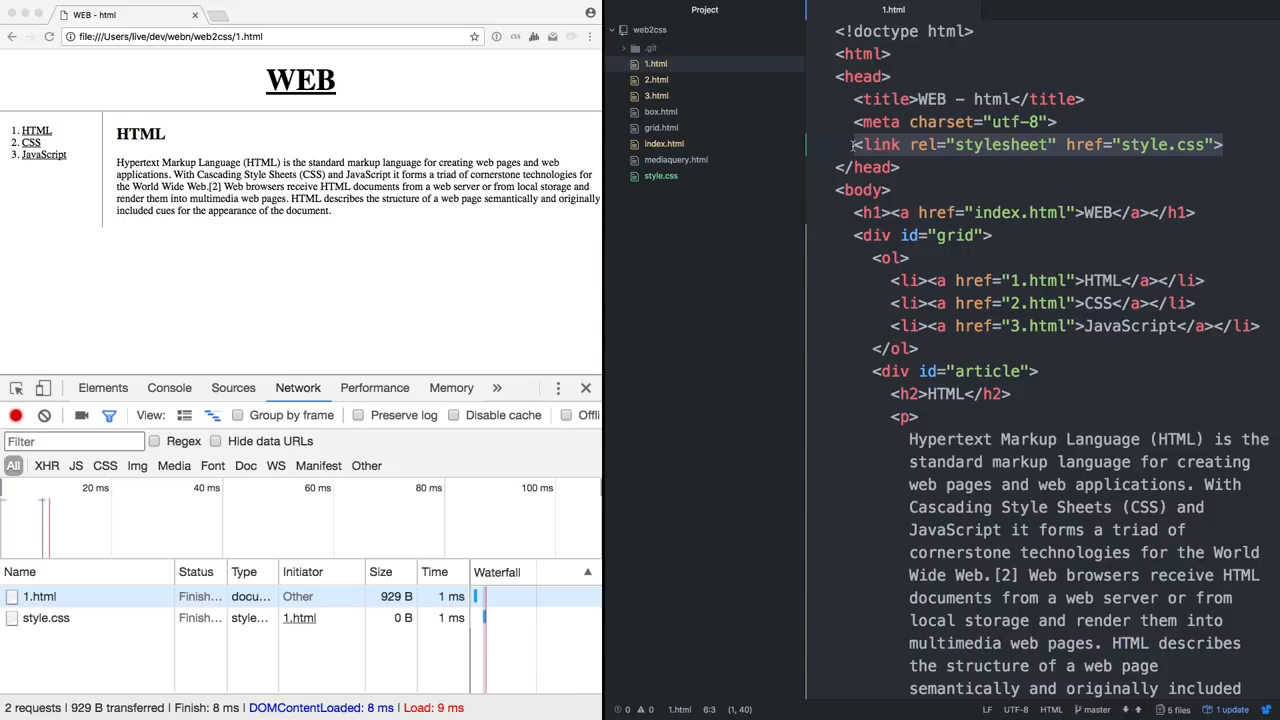 WEB - html
file:///Users/live/dev/webn/web2css/1.html
WEB
1. HTML
2. CSS
3. JavaScript
HTML
Hypertext Markup Language (HTML) is the standard markup language for creating web pages and web
applications. With Cascading Style Sheets (CSS) and JavaScript it forms a triad of cornerstone technologies for
the World Wide Web.[2] Web browsers receive HTML documents from a web server or from local storage and
render them into multimedia web pages. HTML describes the structure of a web page semantically and originally
included cues for the appearance of the document.
Elements Console Sources Network Performance Memory »
View: Group by frame Preserve log Disable cache Offli
Filter Regex Hide data URLs
All XHR JS CSS Img Media Font Doc WS Manifest Other
20 ms 40 ms 60 ms 80 ms 100 ms
Name Status Type Initiator Size Time Waterfall
1.html Finish... docu... Other 929 B 1 ms
style.css Finish... style... 1.html 0 B 1 ms
2 requests | 929 B transferred | Finish: 8 ms | DOMContentLoaded: 8 ms | Load: 9 ms
Project
web2css
.git
1.html
2.html
3.html
box.html
grid.html
index.html
mediaquery.html
style.css
1.html
<!doctype html>
<html>
<head>
<title>WEB - html</title>
<meta charset="utf-8">
<link rel="stylesheet" href="style.css">
</head>
<body>
<h1><a href="index.html">WEB</a></h1>
<div id="grid">
<ol>
<li><a href="1.html">HTML</a></li>
<li><a href="2.html">CSS</a></li>
<li><a href="3.html">JavaScript</a></li>
</ol>
<div id="article">
<h2>HTML</h2>
<p>
Hypertext Markup Language (HTML) is the
standard markup language for creating
web pages and web applications. With
Cascading Style Sheets (CSS) and
JavaScript it forms a triad of
cornerstone technologies for the World
Wide Web.[2] Web browsers receive HTML
documents from a web server or from
local storage and render them into
multimedia web pages. HTML describes
the structure of a web page
semantically and originally included
0 0 1.html 6:3 (1, 40) LF UTF-8 HTML master 5 files 1 update